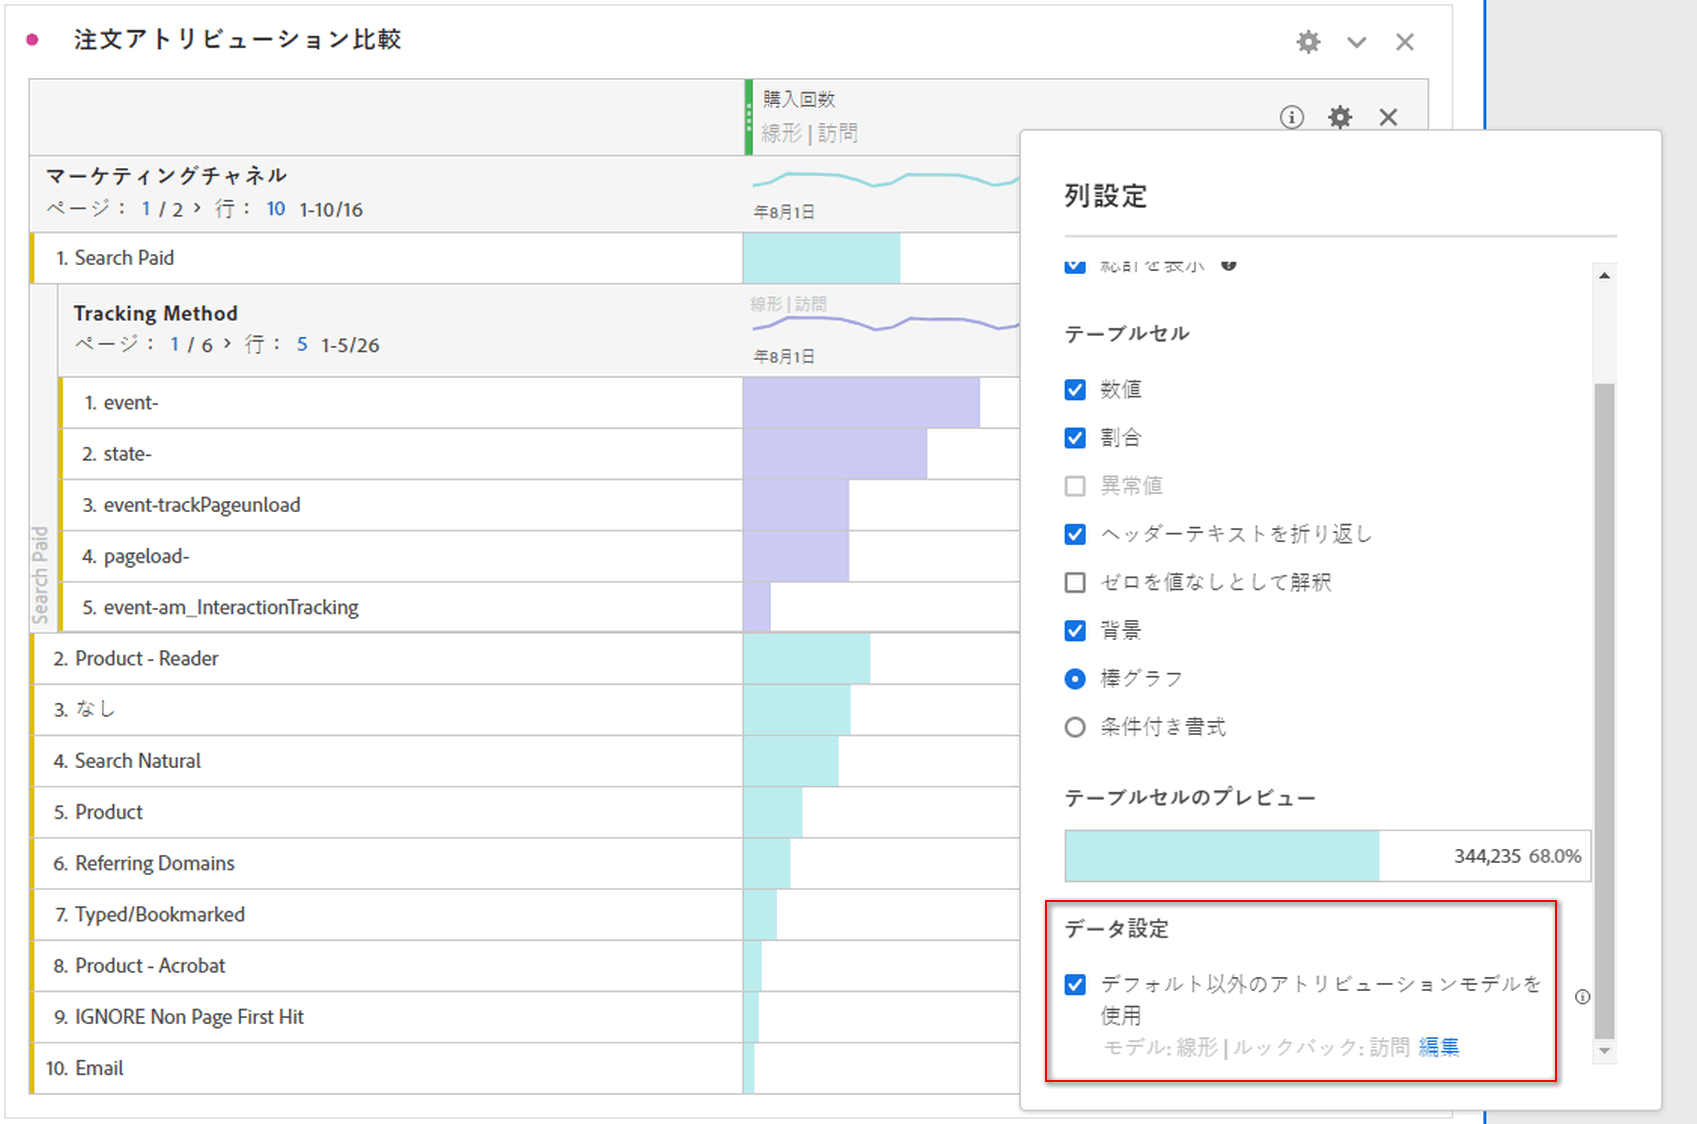 注文アトリビューション比較
購入回数
線形 | 訪問
マーケティングチャネル
ページ： 1 / 2 > 行： 10 1-10/16
年8月1日
1. Search Paid
Tracking Method
ページ： 1 / 6 > 行： 5 1-5/26
線形 | 訪問
年8月1日
Search Paid
1. event-
2. state-
3. event-trackPageunload
4. pageload-
5. event-am_InteractionTracking
2. Product - Reader
3. なし
4. Search Natural
5. Product
6. Referring Domains
7. Typed/Bookmarked
8. Product - Acrobat
9. IGNORE Non Page First Hit
10. Email
列設定
総計を表示
テーブルセル
数値
割合
異常値
ヘッダーテキストを折り返し
ゼロを値なしとして解釈
背景
棒グラフ
条件付き書式
テーブルセルのプレビュー
344,235 68.0%
データ設定
デフォルト以外のアトリビューションモデルを
使用
モデル: 線形 | ルックバック: 訪問 編集